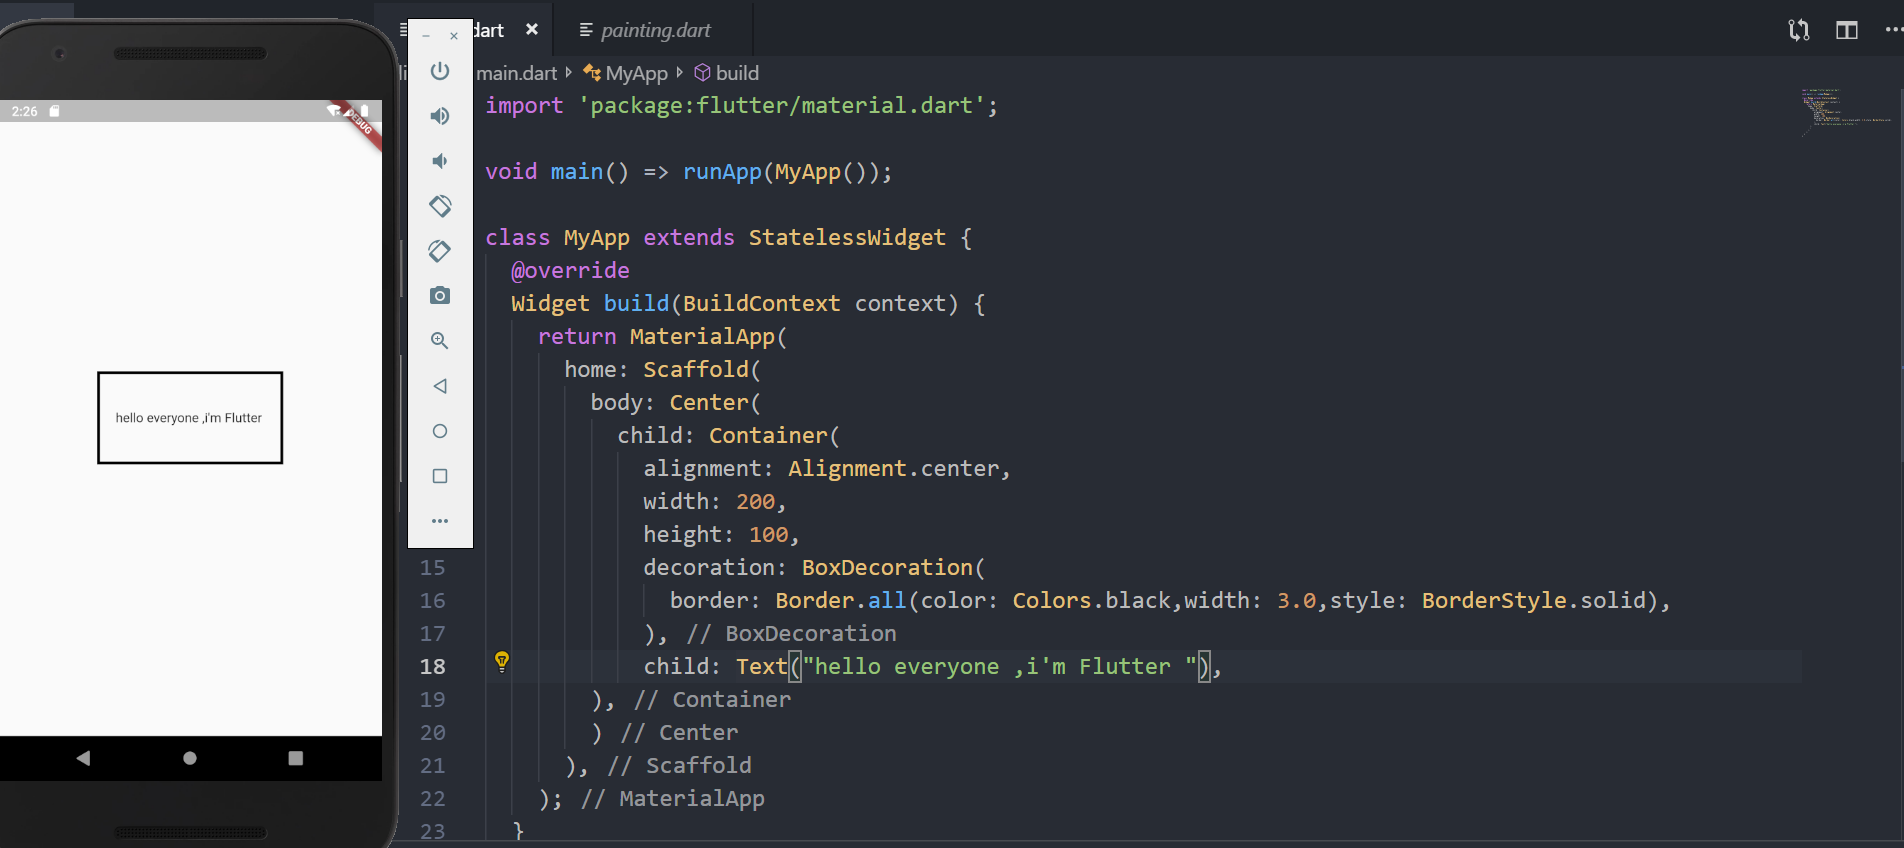 dart ×
painting.dart
li main.dart MyApp build
2:26
DEBUG
hello everyone ,i'm Flutter
import 'package:flutter/material.dart';
void main() => runApp(MyApp());
class MyApp extends StatelessWidget {
@override
Widget build(BuildContext context) {
return MaterialApp(
home: Scaffold(
body: Center(
child: Container(
alignment: Alignment.center,
width: 200,
height: 100,
15 decoration: BoxDecoration(
16 border: Border.all(color: Colors.black,width: 3.0,style: BorderStyle.solid),
17 ), // BoxDecoration
18 child: Text("hello everyone ,i'm Flutter "),
19 ), // Container
20 ) // Center
21 ), // Scaffold
22 ); // MaterialApp
23 }